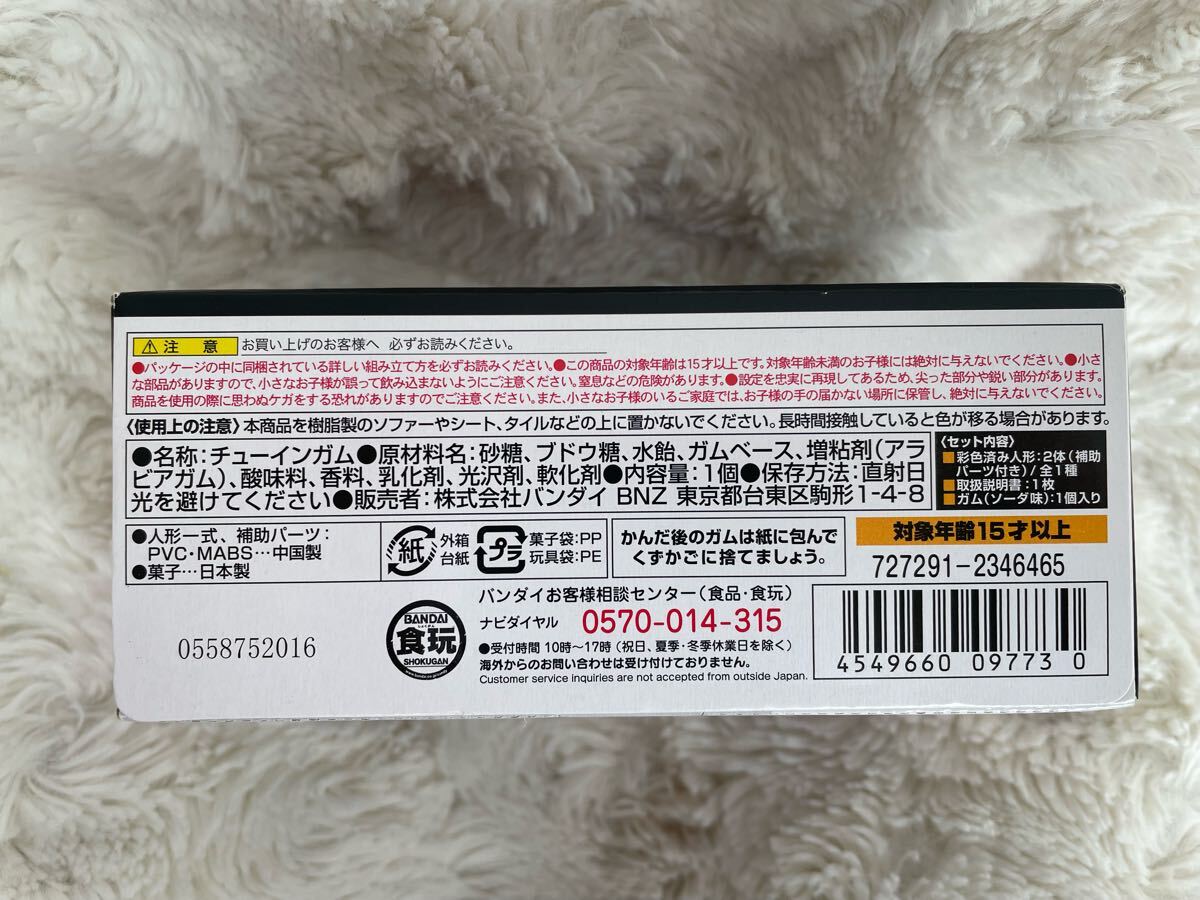 ⚠注 意 お買い上げのお客様へ 必ずお読みください。
●パッケージの中に同梱されている詳しい組み立て方を必ずお読みください。●この商品の対象年齢は15才以上です。対象年齢未満のお子様には絶対に与えないでください。●小さ
な部品がありますので、小さなお子様が誤って飲み込まないようにご注意ください。窒息などの危険があります。●設定を忠実に再現してあるため、尖った部分や鋭い部分があります。
商品を使用の際に思わぬケガをする恐れがありますのでご注意ください。また、小さなお子様のいるご家庭では、お子様の手の届かない場所に保管し、絶対に与えないでください。
〈使用上の注意〉本商品を樹脂製のソファーやシート、タイルなどの上に置かないでください。長時間接触していると色が移る場合があります。
●名称:チューインガム●原材料名:砂糖、ブドウ糖、水飴、ガムベース、増粘剤(アラ
ビアガム)、酸味料、香料、乳化剤、光沢剤、軟化剤●内容量:1個●保存方法:直射日
光を避けてください●販売者:株式会社バンダイ BNZ 東京都台東区駒形1-4-8
〈セット内容〉
■彩色済み人形:2体(補助
パーツ付き)/全1種
■取扱説明書:1枚
■ガム(ソーダ味):1個入り
●人形一式、補助パーツ:
PVC・MABS…中国製
●菓子…日本製
紙 外箱
台紙
プラ 菓子袋:PP
玩具袋:PE
かんだ後のガムは紙に包んで
くずかごに捨てましょう。
対象年齢15才以上
727291-2346465
0558752016
BANDAI
しょくがん
食玩
SHOKUGAN
バンダイお客様相談センター(食品・食玩)
ナビダイヤル 0570-014-315
●受付時間 10時〜17時(祝日、夏季・冬季休業日を除く)
海外からのお問い合わせは受け付けておりません。
Customer service inquiries are not accepted from outside Japan.
4549660 09773 0